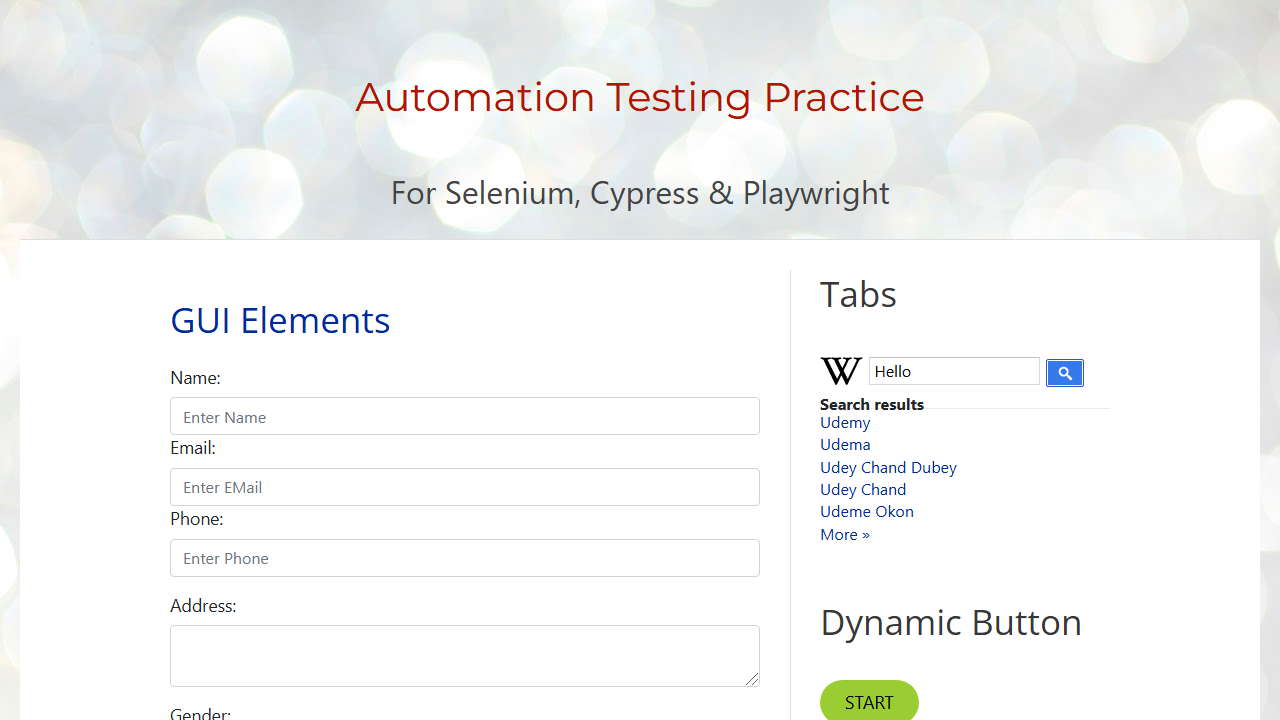 Automation Testing Practice
For Selenium, Cypress & Playwright
GUI Elements
Name:
Enter Name
Email:
Enter EMail
Phone:
Enter Phone
Address:
Gender:
Tabs
Hello
Search results
Udemy
Udema
Udey Chand Dubey
Udey Chand
Udeme Okon
More »
Dynamic Button
START